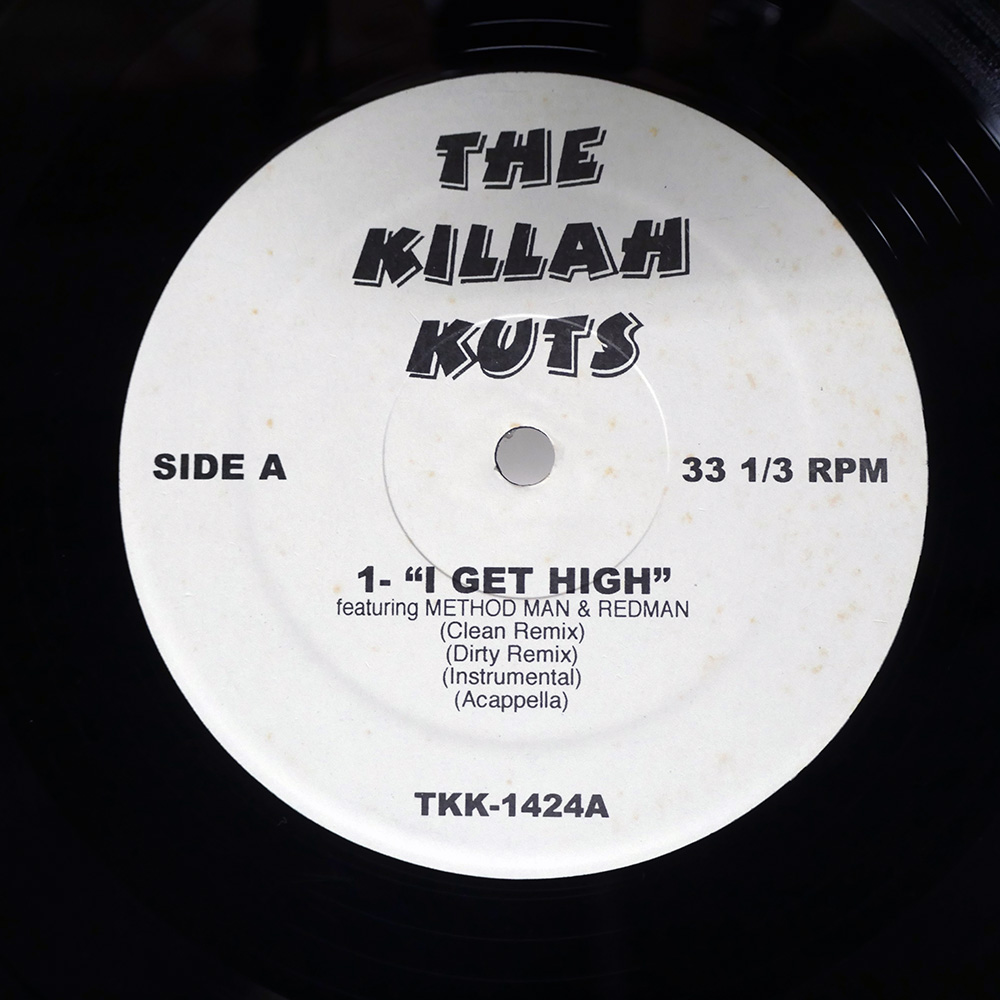 THE
KILLAH
KUTS
SIDE A
33 1/3 RPM
1- “I GET HIGH”
featuring METHOD MAN & REDMAN
(Clean Remix)
(Dirty Remix)
(Instrumental)
(Acappella)
TKK-1424A